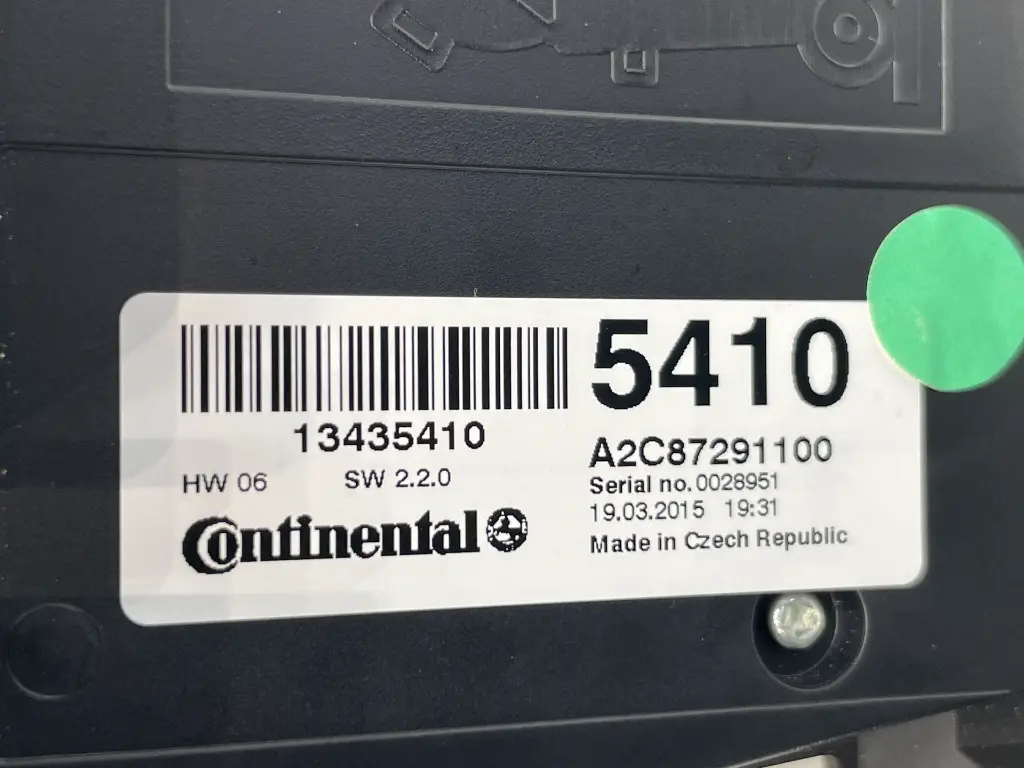 5410
13435410
HW 06 SW 2.2.0
Continental
A2C87291100
Serial no. 0028951
19.03.2015 19:31
Made in Czech Republic